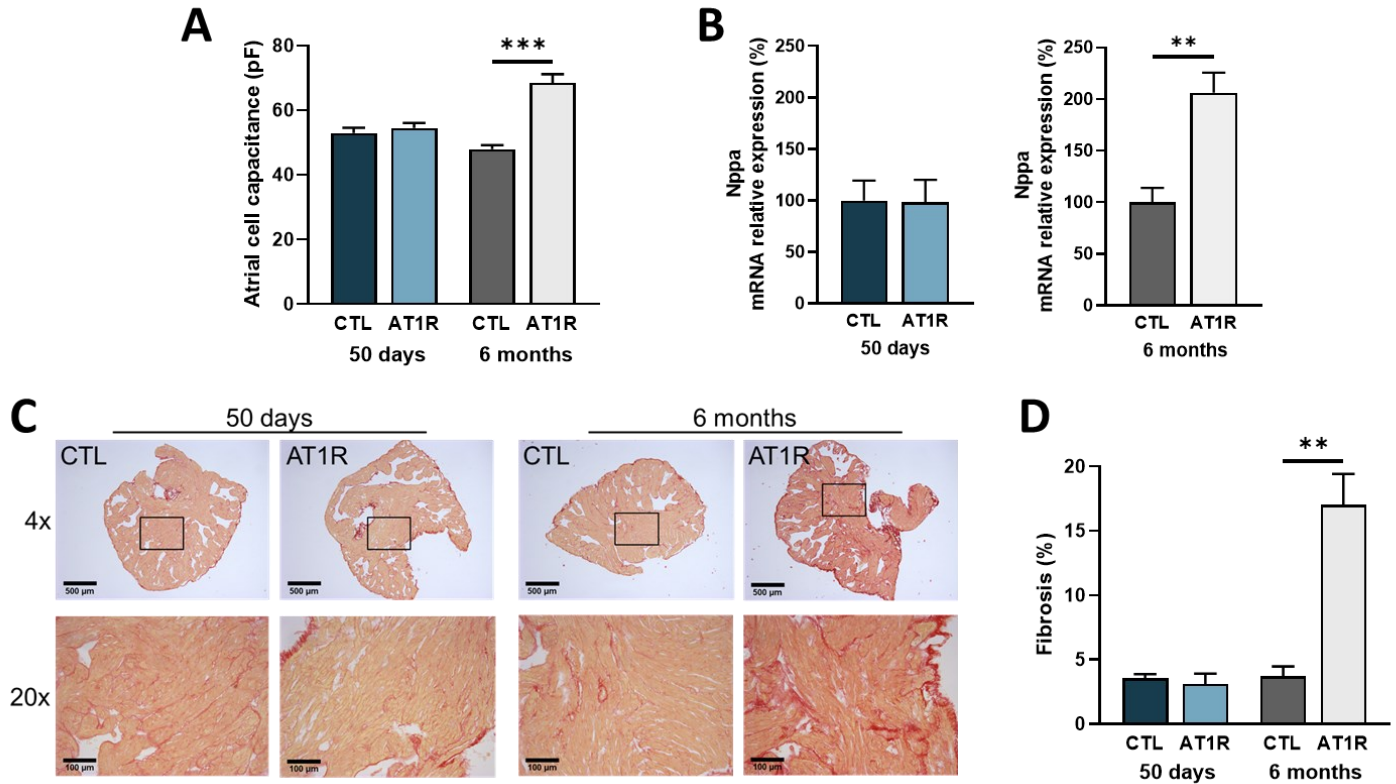 A
Atrial cell capacitance (pF)
80
60
40
20
0
***
CTL AT1R CTL AT1R
50 days 6 months
B
Nppa
mRNA relative expression (%)
250
200
150
100
50
0
CTL AT1R
50 days
Nppa
mRNA relative expression (%)
250
200
150
100
50
0
**
CTL AT1R
6 months
C
50 days
6 months
CTL
AT1R
CTL
AT1R
4x
500 µm
500 µm
500 µm
500 µm
20x
100 µm
100 µm
100 µm
100 µm
D
Fibrosis (%)
20
15
10
5
0
**
CTL AT1R CTL AT1R
50 days 6 months